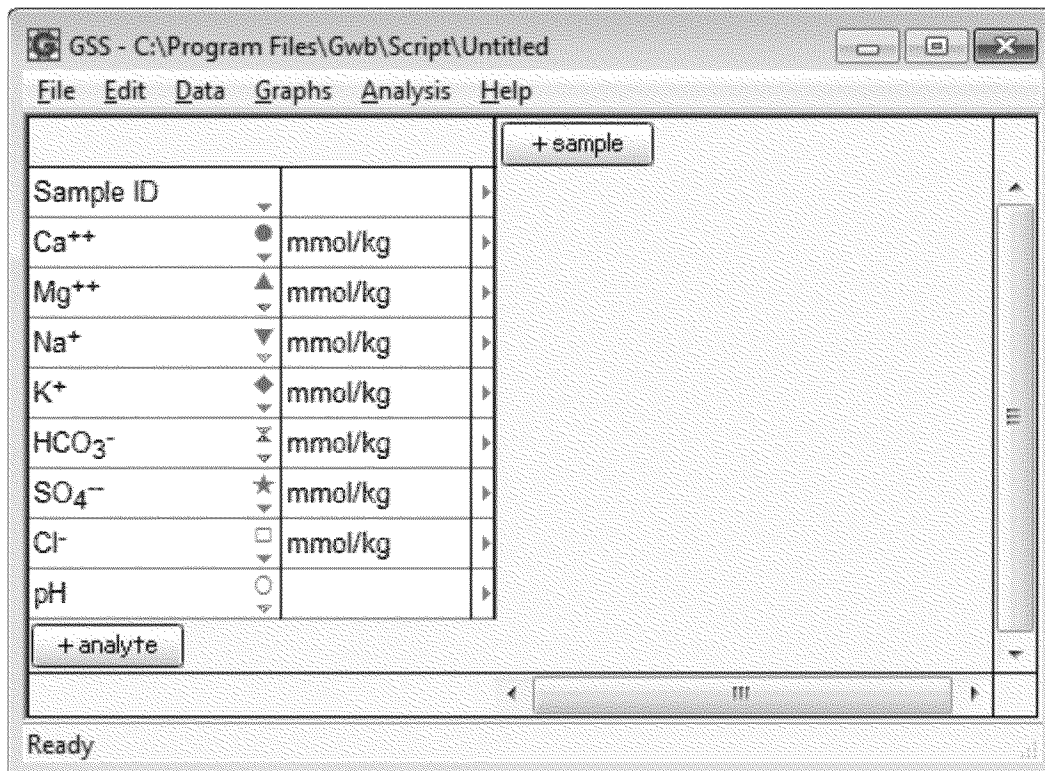 GSS - C:\Program Files\Gwb\Script\Untitled
File Edit Data Graphs Analysis Help
+ sample
Sample ID
Ca⁺⁺ mmol/kg
Mg⁺⁺ mmol/kg
Na⁺ mmol/kg
K⁺ mmol/kg
HCO₃⁻ mmol/kg
SO₄⁻⁻ mmol/kg
Cl⁻ mmol/kg
pH
+ analyte
Ready